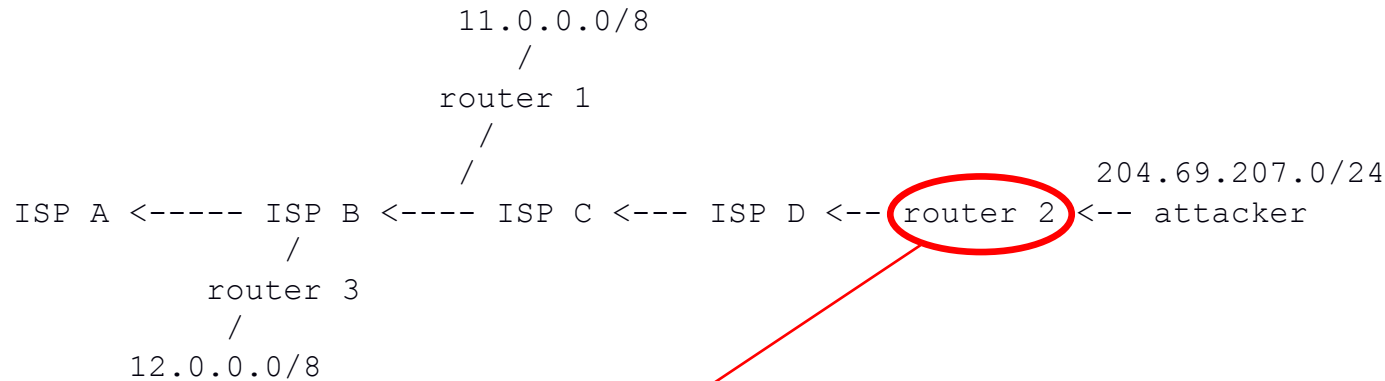 11.0.0.0/8
/
router 1
/
/
204.69.207.0/24
ISP A <----- ISP B <---- ISP C <--- ISP D <-- router 2 <-- attacker
/
router 3
/
12.0.0.0/8